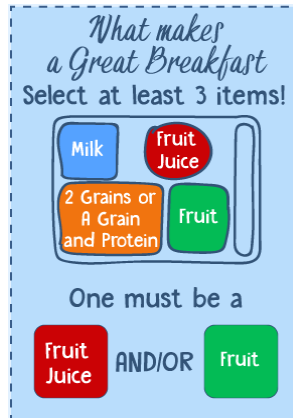 What makes
a Great Breakfast
Select at least 3 items!
Milk
Fruit
Juice
2 Grains or
A Grain
and Protein
Fruit
One must be a
Fruit
Juice
AND/OR
Fruit